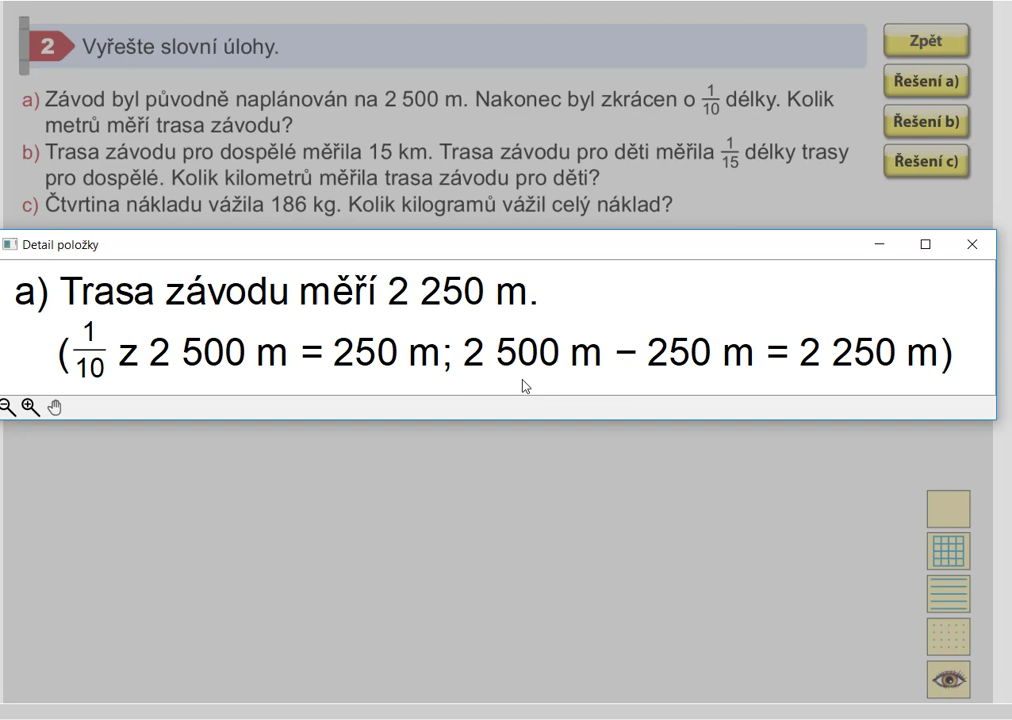 2 Vyřešte slovní úlohy.
Zpět
Řešení a)
Řešení b)
Řešení c)
a) Závod byl původně naplánován na 2 500 m. Nakonec byl zkrácen o 1/10 délky. Kolik
metrů měří trasa závodu?
b) Trasa závodu pro dospělé měřila 15 km. Trasa závodu pro děti měřila 1/15 délky trasy
pro dospělé. Kolik kilometrů měřila trasa závodu pro děti?
c) Čtvrtina nákladu vážila 186 kg. Kolik kilogramů vážil celý náklad?
Detail položky
a) Trasa závodu měří 2 250 m.
(1/10 z 2 500 m = 250 m; 2 500 m − 250 m = 2 250 m)